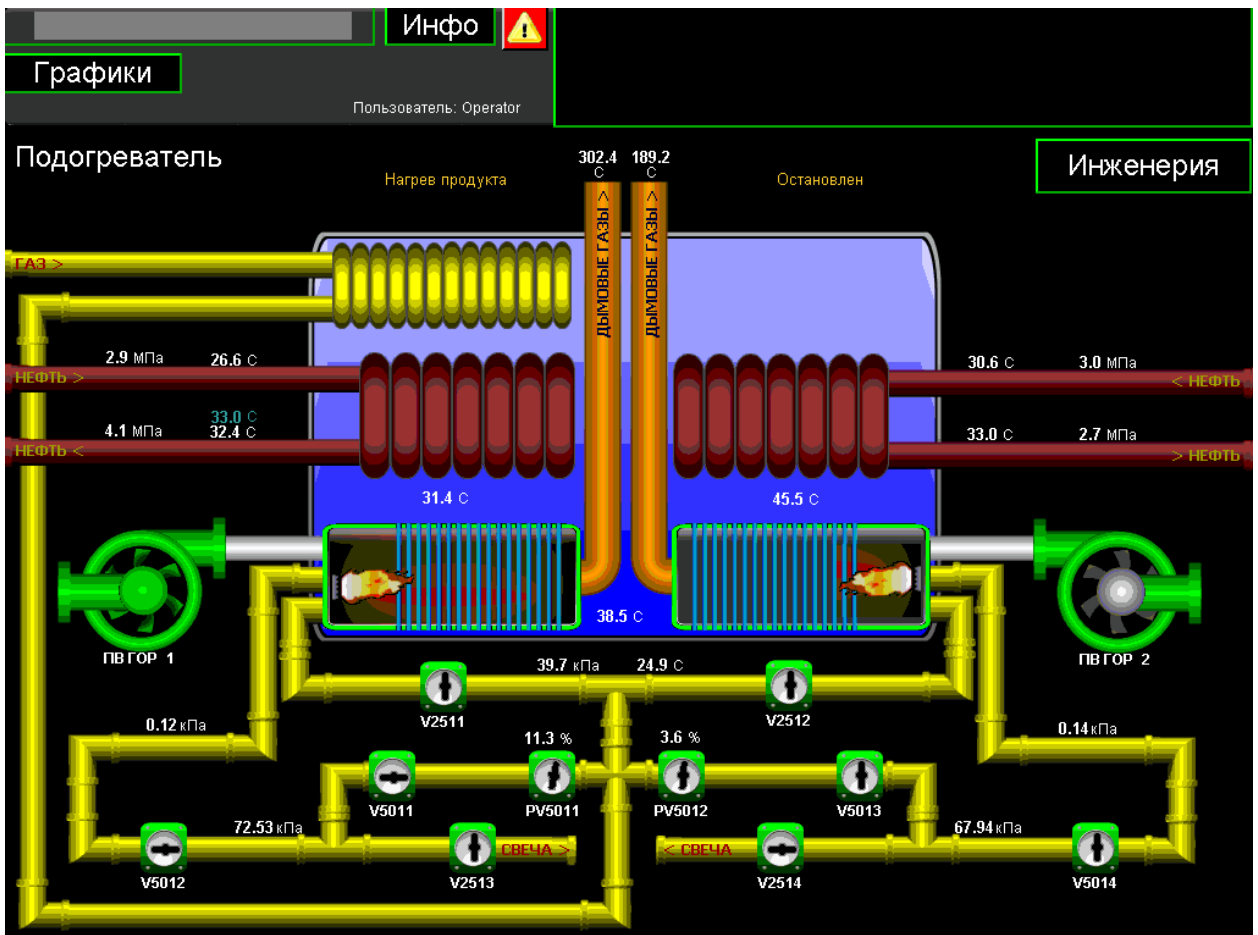 Инфо
Графики
Пользователь: Operator
Подогреватель
302.4 189.2
C C
Инженерия
Нагрев продукта
Остановлен
ДЫМОВЫЕ ГАЗЫ >
ДЫМОВЫЕ ГАЗЫ >
ГАЗ >
2.9 МПа 26.6 C
30.6 C 3.0 МПа
НЕФТЬ >
< НЕФТЬ
33.0 C
4.1 МПа 32.4 C
33.0 C 2.7 МПа
НЕФТЬ <
> НЕФТЬ
31.4 C
45.5 C
38.5 C
ПВ ГОР 1
ПВ ГОР 2
39.7 кПа 24.9 C
V2511
V2512
0.12 кПа
0.14 кПа
11.3 %
3.6 %
V5011
PV5011
PV5012
V5013
72.53 кПа
67.94 кПа
СВЕЧА >
< СВЕЧА
V5012
V2513
V2514
V5014